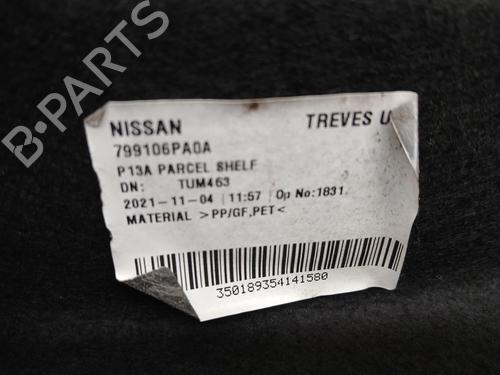 NISSAN TREVES U
799106PA0A
P13A PARCEL SHELF
DN: TUM463
2021-11-04 11:57 Op No:1831
MATERIAL >PP/GF,PET<
350189354141580
B-PARTS